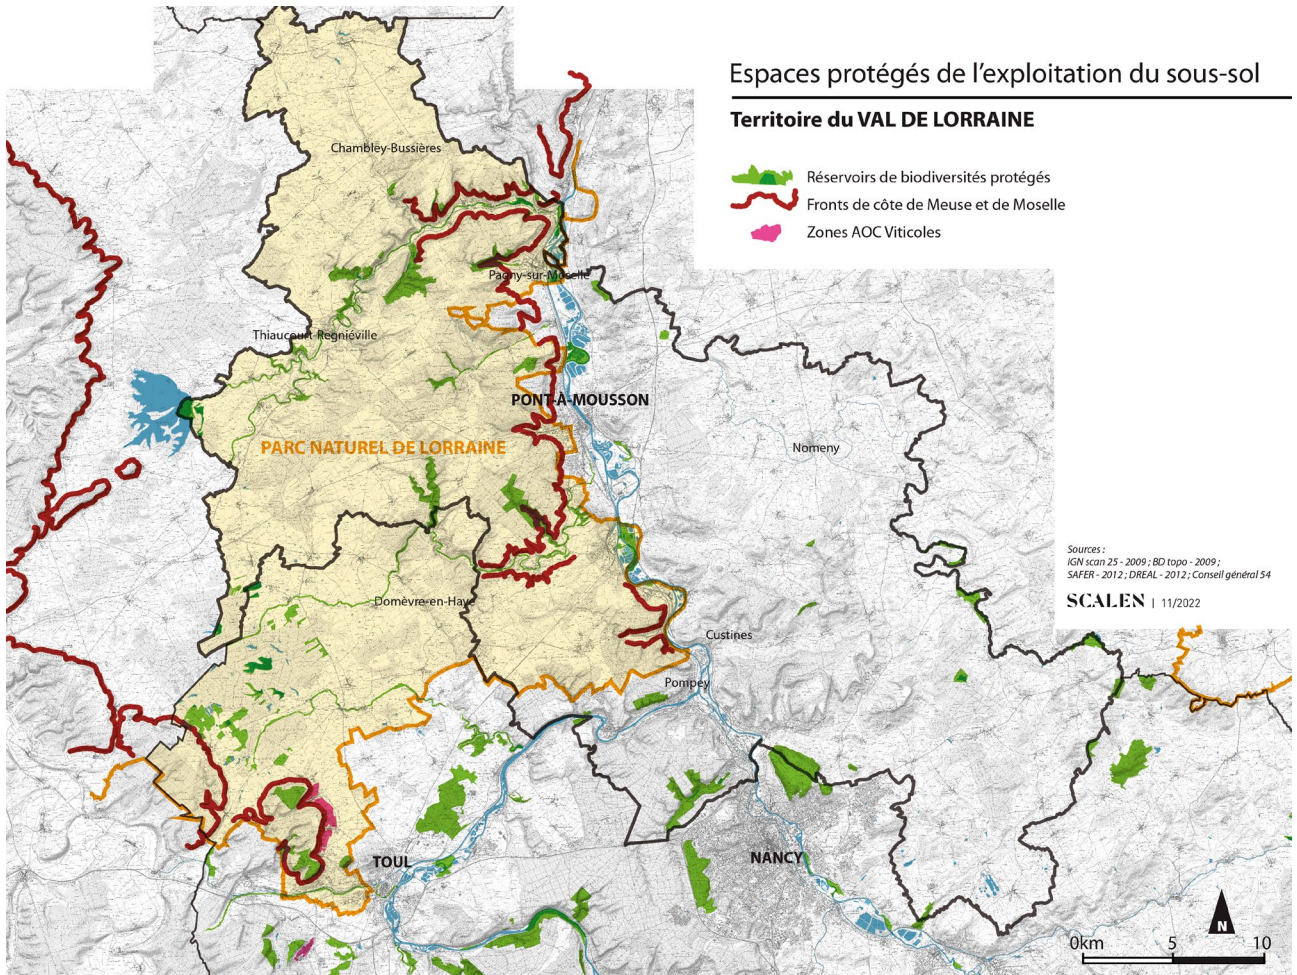 Espaces protégés de l'exploitation du sous-sol
Territoire du VAL DE LORRAINE
Réservoirs de biodiversités protégés
Fronts de côte de Meuse et de Moselle
Zones AOC Viticoles
Chambley-Bussières
Pagny-sur-Moselle
Thiaucourt-Regniéville
PONT-À-MOUSSON
PARC NATUREL DE LORRAINE
Nomeny
Domèvre-en-Haye
Custines
Pompey
TOUL
NANCY
Sources :
IGN scan 25 - 2009 ; BD topo - 2009 ;
SAFER - 2012 ; DREAL - 2012 ; Conseil général 54
SCALEN | 11/2022
N
0km 5 10